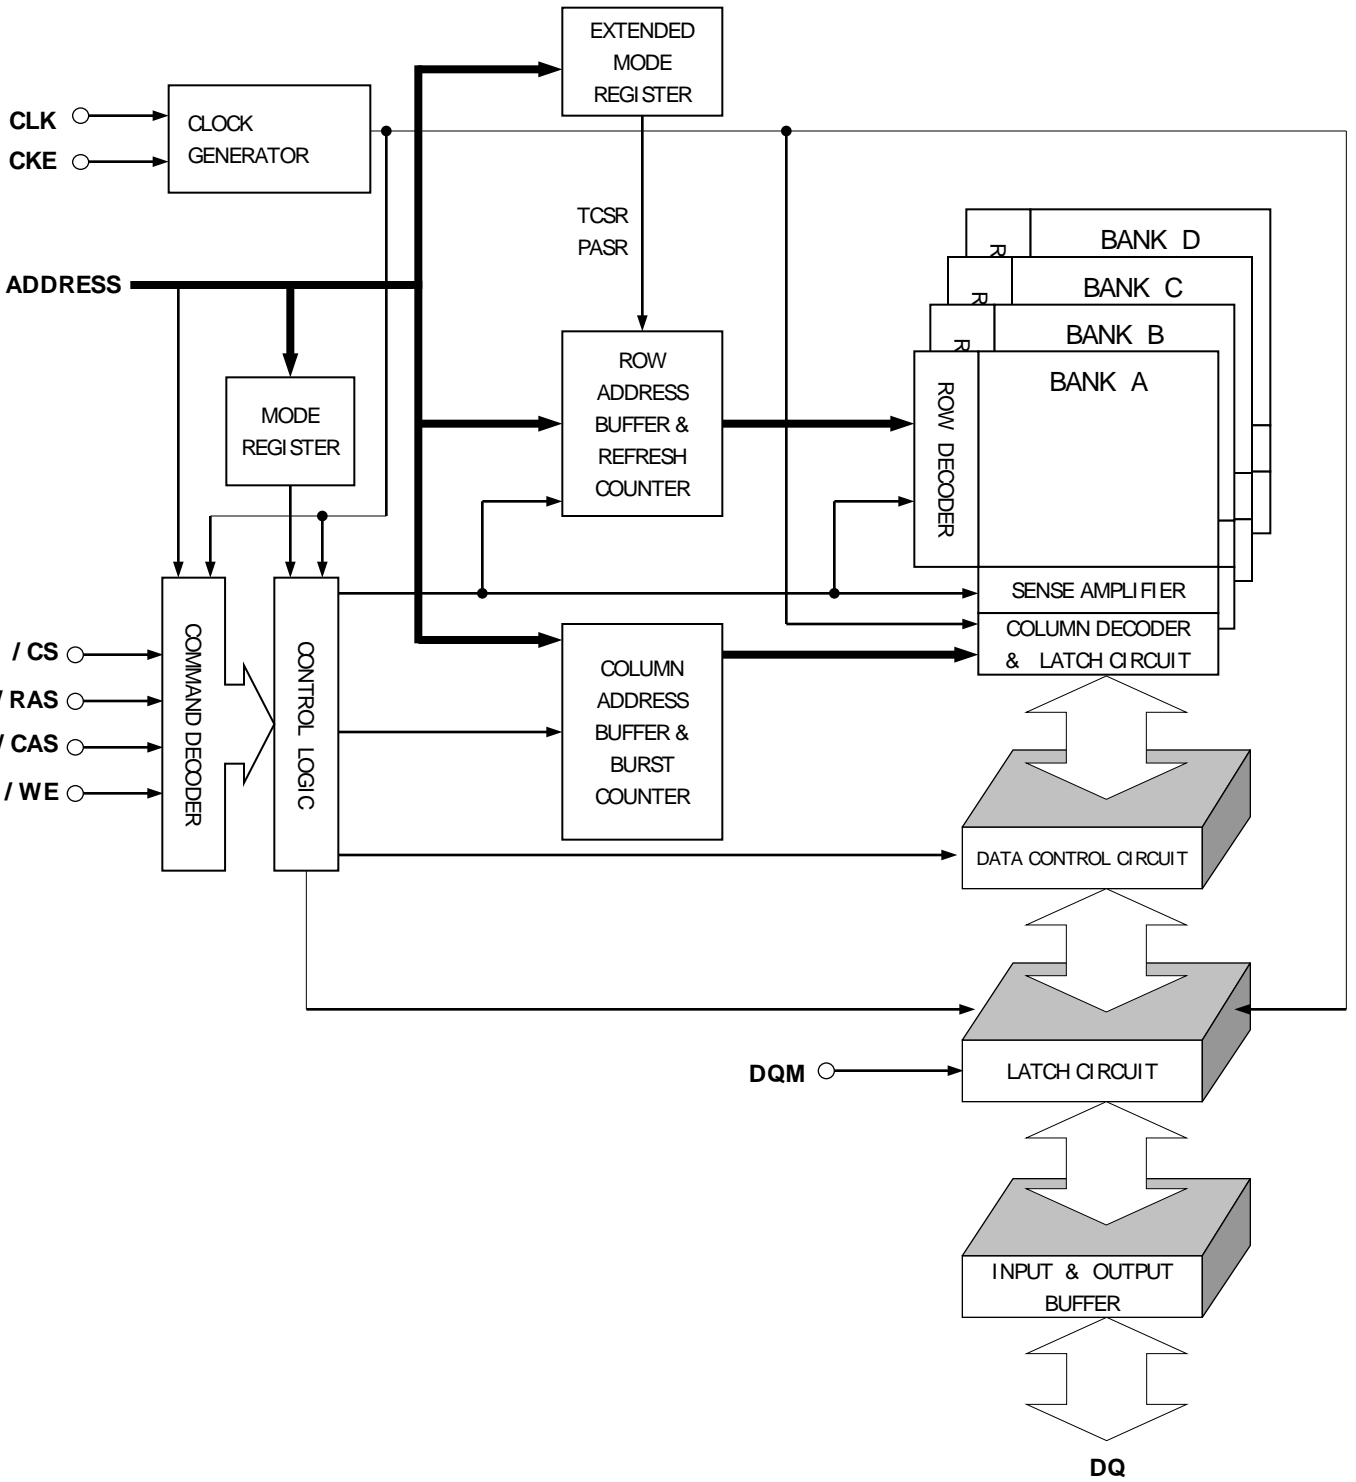 EXTENDED
MODE
REGISTER
CLK
CKE
CLOCK
GENERATOR
TCSR
PASR
ADDRESS
BANK D
R
BANK C
R
BANK B
R
BANK A
ROW DECODER
ROW
ADDRESS
BUFFER &
REFRESH
COUNTER
MODE
REGISTER
SENSE AMPLIFIER
COLUMN DECODER
& LATCH CIRCUIT
/ CS
/ RAS
/ CAS
/ WE
COMMAND DECODER
CONTROL LOGIC
COLUMN
ADDRESS
BUFFER &
BURST
COUNTER
DATA CONTROL CIRCUIT
DQM
LATCH CIRCUIT
INPUT & OUTPUT
BUFFER
DQ